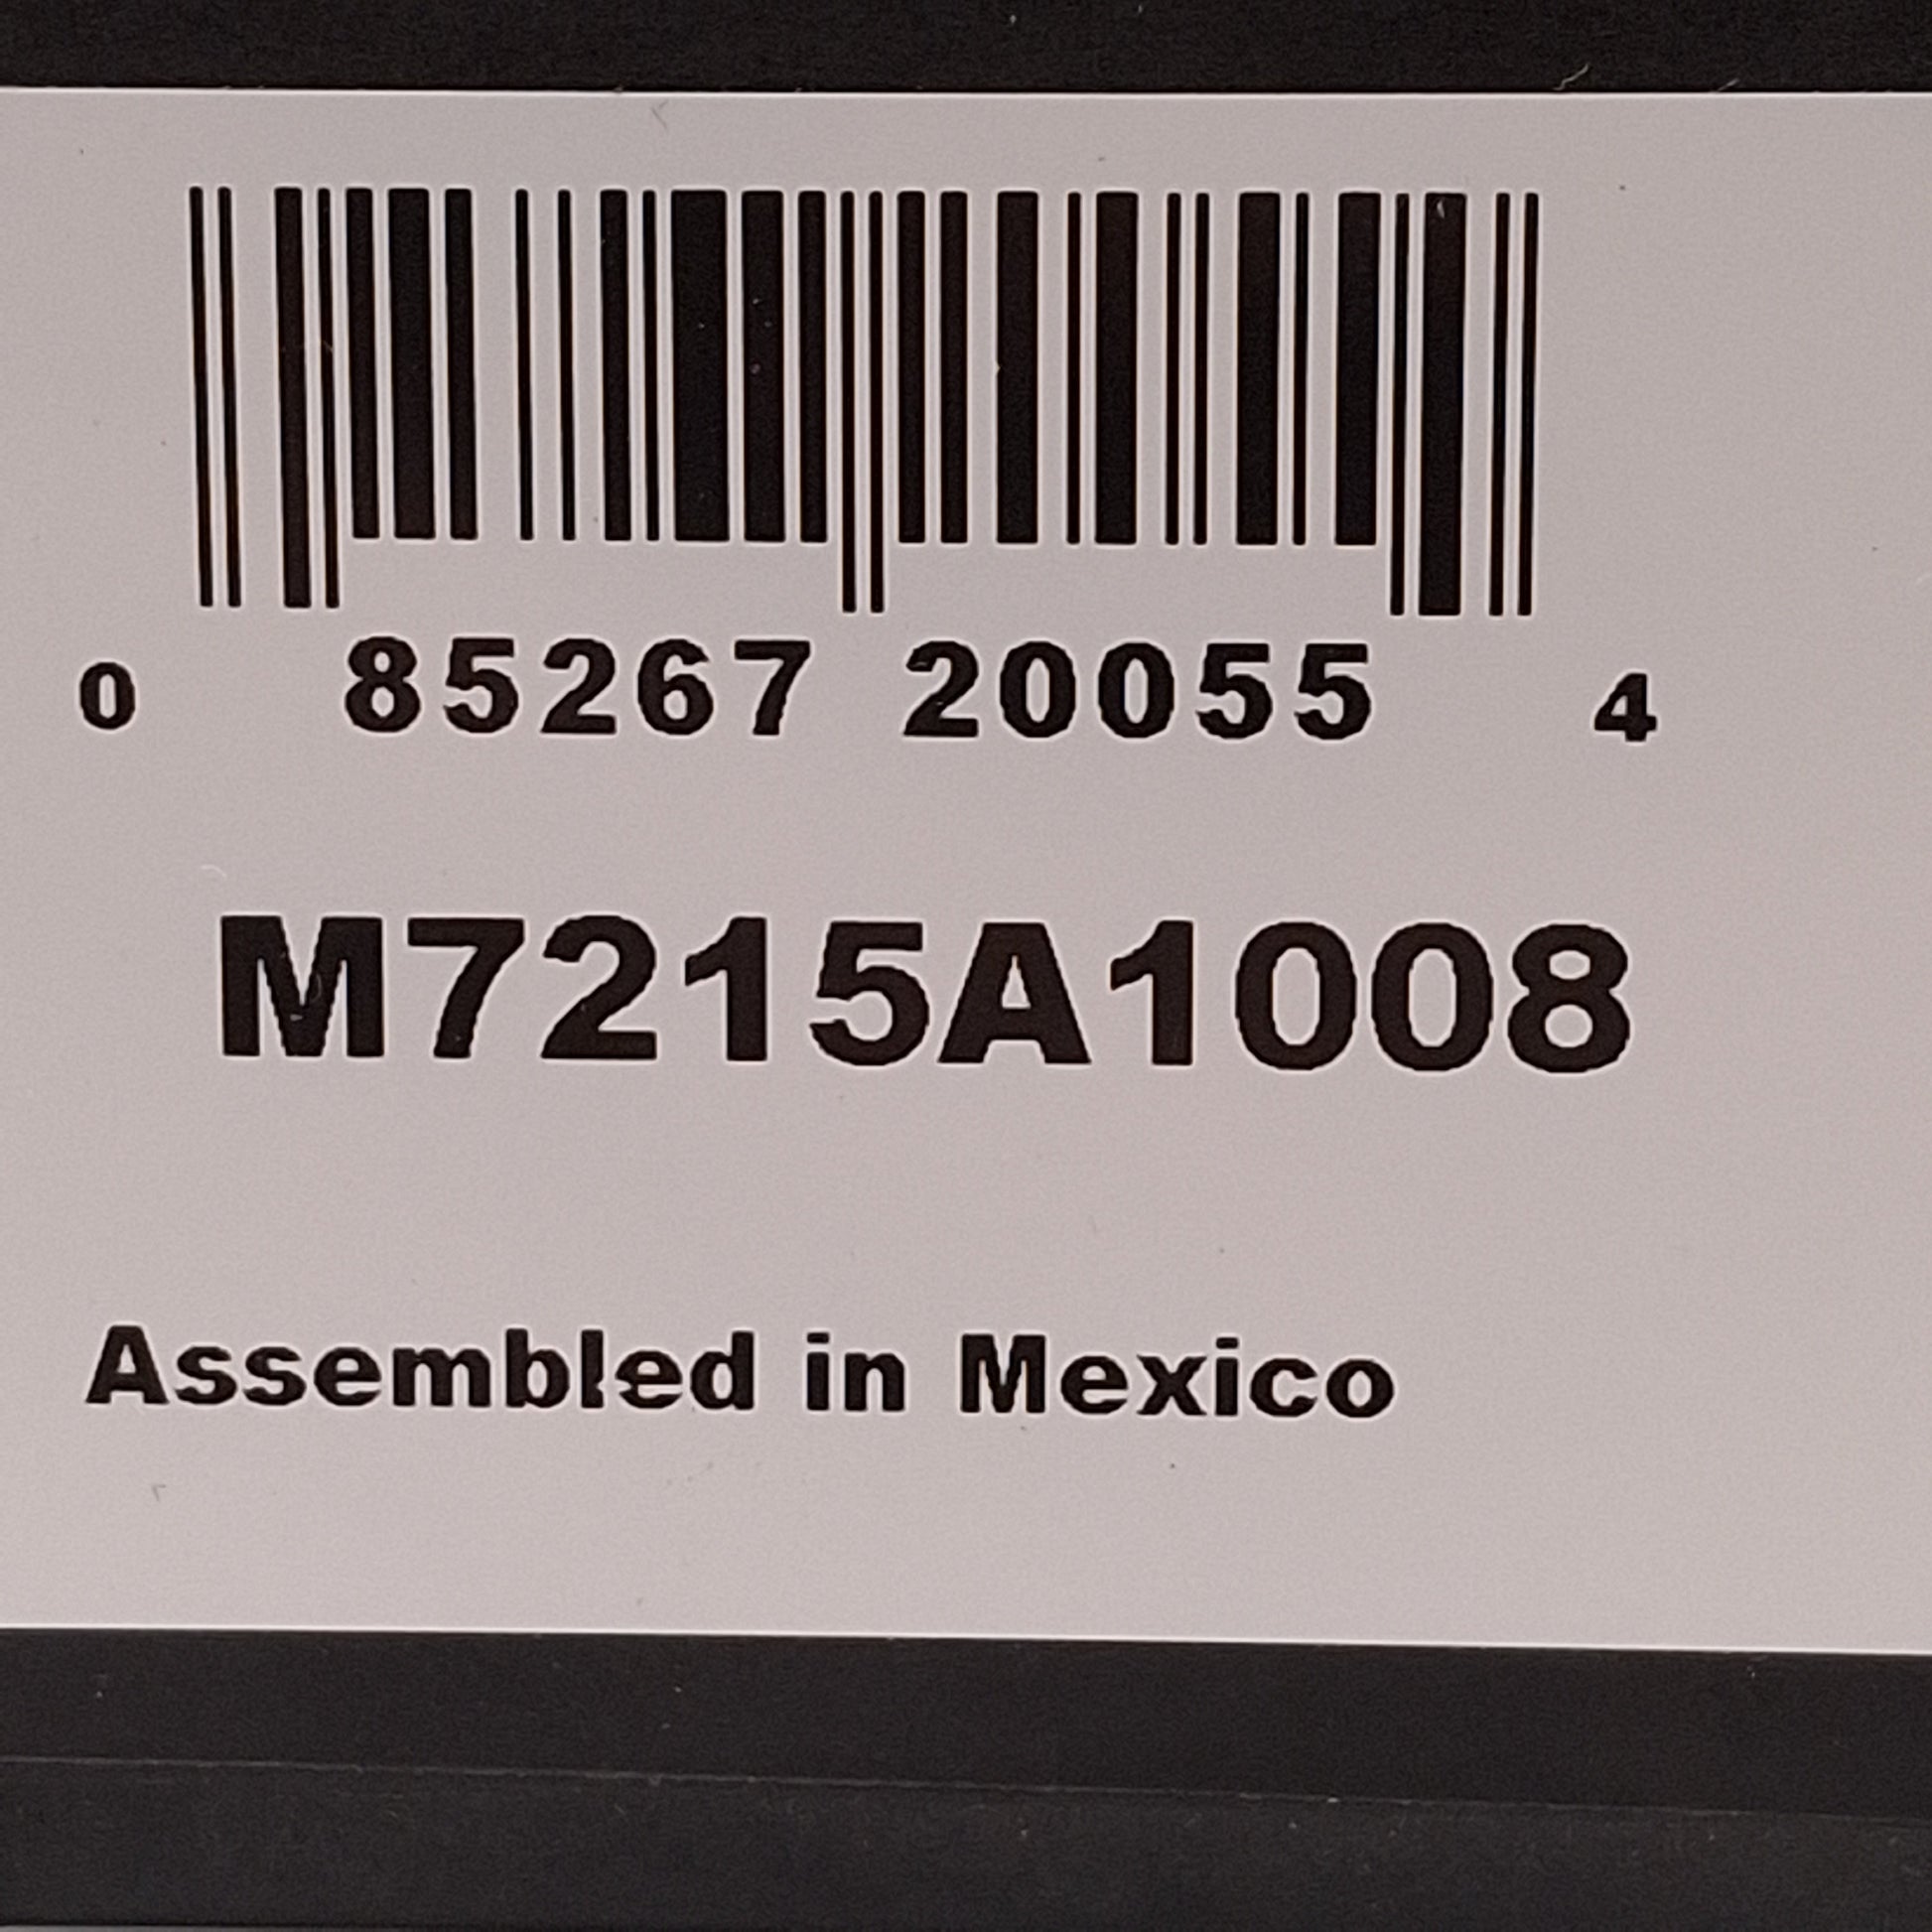 0 85267 20055 4
M7215A1008
Assembled in Mexico